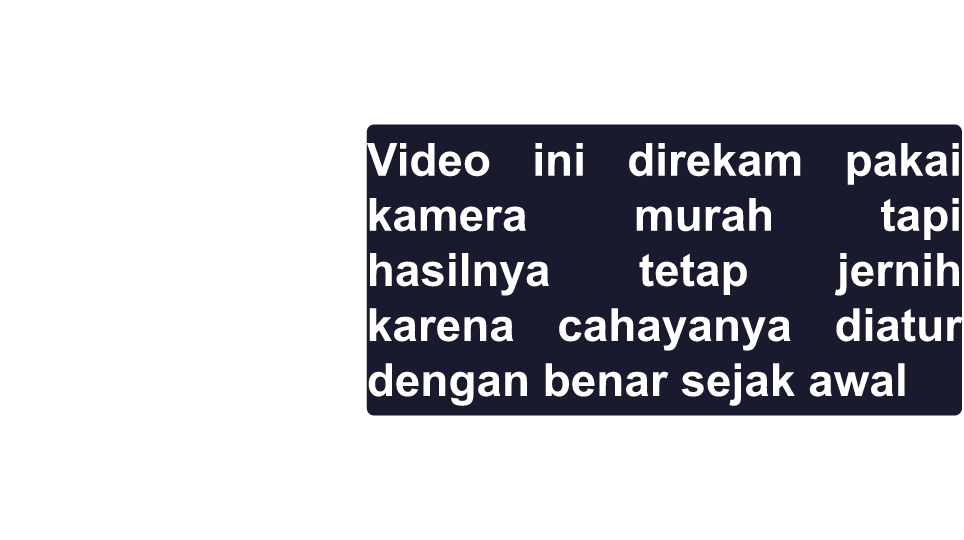 Video ini direkam pakai
kamera murah tapi
hasilnya tetap jernih
karena cahayanya diatur
dengan benar sejak awal